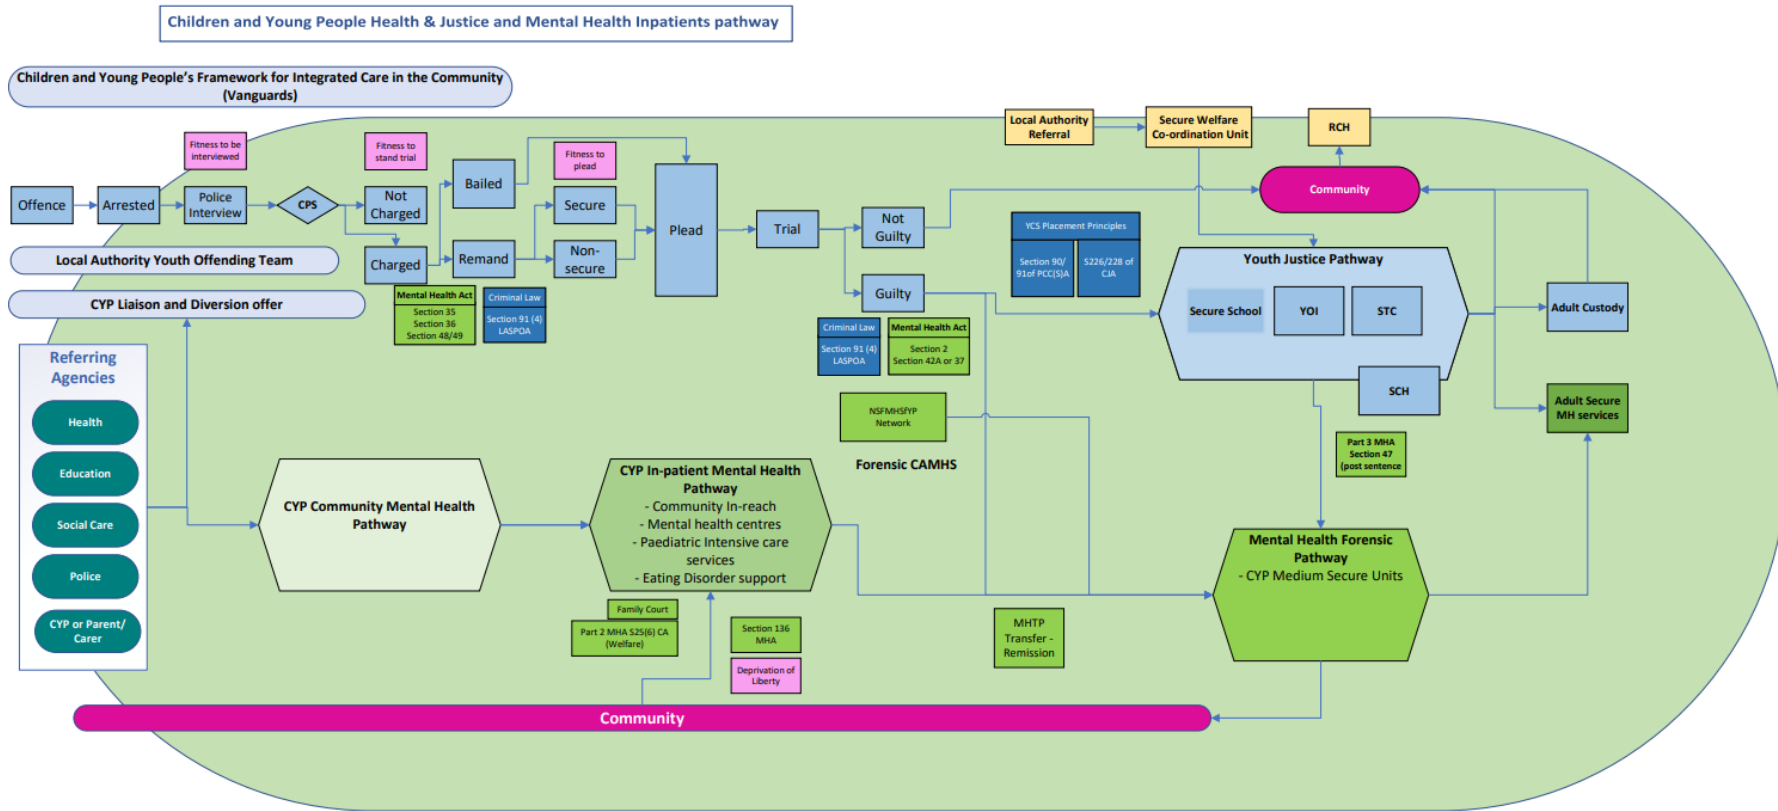 Children and Young People Health & Justice and Mental Health Inpatients pathway
Children and Young People's Framework for Integrated Care in the Community
(Vanguards)
Local Authority
Referral
Secure Welfare
Co-ordination Unit
RCH
Fitness to be
interviewed
Fitness to
stand trial
Fitness to
plead
Offence
Arrested
Police
Interview
CPS
Not
Charged
Charged
Bailed
Remand
Secure
Non-
secure
Plead
Trial
Not
Guilty
Guilty
Community
YCS Placement Principles
Section 90/
91of PCC(S)A
S226/228 of
CJA
Local Authority Youth Offending Team
CYP Liaison and Diversion offer
Mental Health Act
Section 35
Section 36
Section 48/49
Criminal Law
Section 91 (4)
LASPOA
Criminal Law
Section 91 (4)
LASPOA
Mental Health Act
Section 2
Section 42A or 37
Youth Justice Pathway
Secure School
YOI
STC
SCH
Adult Custody
Adult Secure
MH services
Referring
Agencies
Health
Education
Social Care
Police
CYP or Parent/
Carer
NSFMHSfYP
Network
Forensic CAMHS
Part 3 MHA
Section 47
(post sentence
CYP Community Mental Health
Pathway
CYP In-patient Mental Health
Pathway
- Community In-reach
- Mental health centres
- Paediatric Intensive care
services
- Eating Disorder support
Mental Health Forensic
Pathway
- CYP Medium Secure Units
Family Court
Part 2 MHA S25(6) CA
(Welfare)
Section 136
MHA
Deprivation of
Liberty
MHTP
Transfer -
Remission
Community